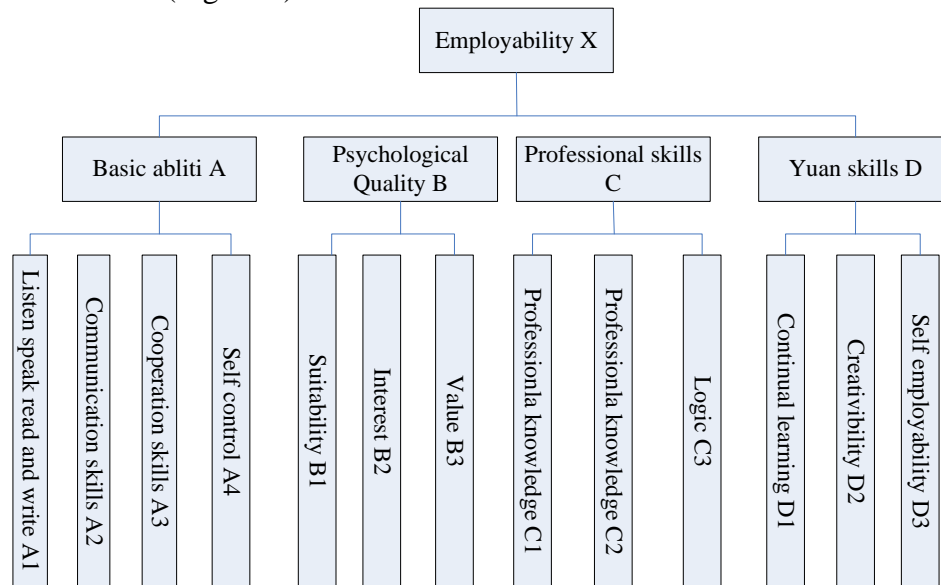 Employability X
Basic abliti A
Psychological
Quality B
Professional skills
C
Yuan skills D
Listen speak read and write A1
Communication skills A2
Cooperation skills A3
Self control A4
Suitability B1
Interest B2
Value B3
Professionla knowledge C1
Professionla knowledge C2
Logic C3
Continual learning D1
Creativibility D2
Self employability D3